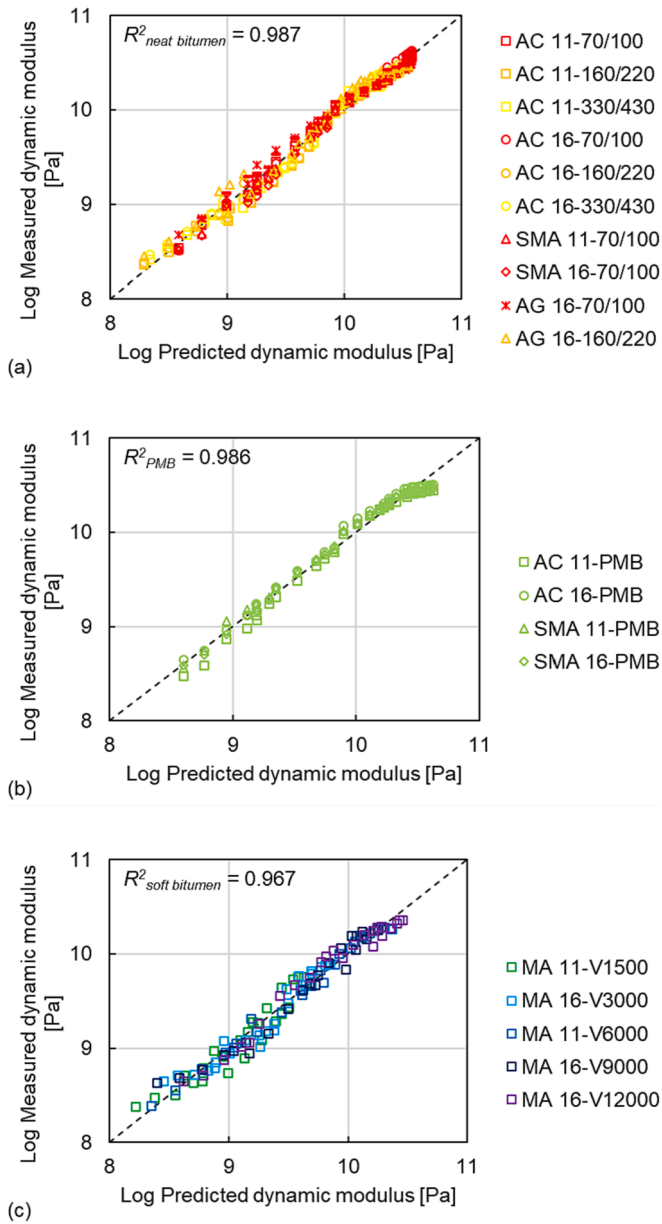 R²neat bitumen = 0.987
11
10
9
8
8 9 10 11
Log Measured dynamic modulus
[Pa]
Log Predicted dynamic modulus [Pa]
AC 11-70/100
AC 11-160/220
AC 11-330/430
AC 16-70/100
AC 16-160/220
AC 16-330/430
SMA 11-70/100
SMA 16-70/100
AG 16-70/100
AG 16-160/220
(a)
R²PMB = 0.986
11
10
9
8
8 9 10 11
Log Measured dynamic modulus
[Pa]
Log Predicted dynamic modulus [Pa]
AC 11-PMB
AC 16-PMB
SMA 11-PMB
SMA 16-PMB
(b)
R²soft bitumen = 0.967
11
10
9
8
8 9 10 11
Log Measured dynamic modulus
[Pa]
Log Predicted dynamic modulus [Pa]
MA 11-V1500
MA 16-V3000
MA 11-V6000
MA 16-V9000
MA 16-V12000
(c)